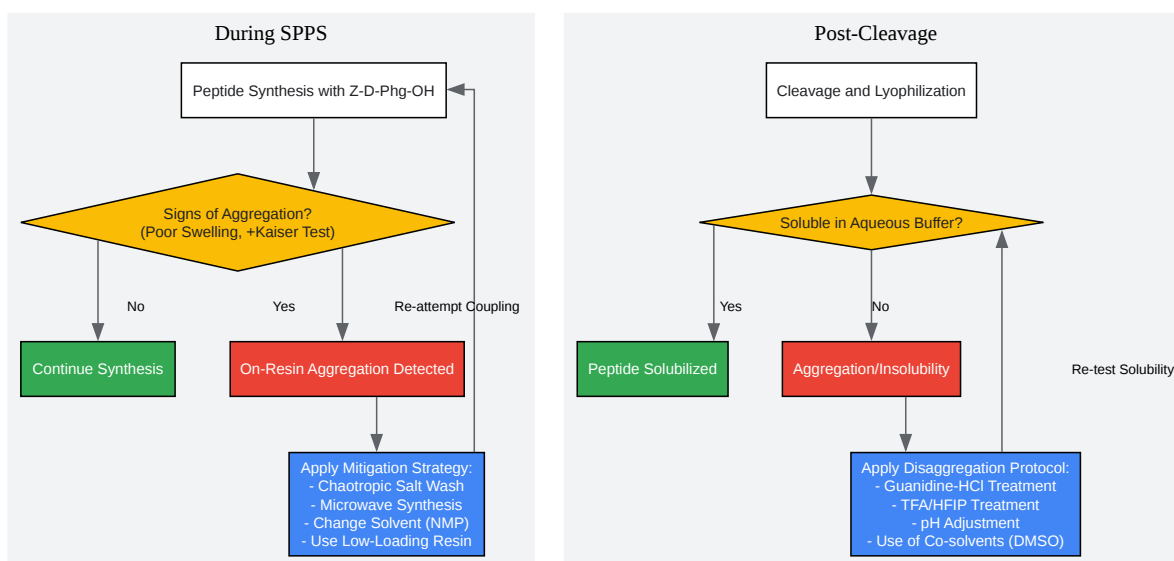 During SPPS
Peptide Synthesis with Z-D-Phg-OH
Signs of Aggregation?
(Poor Swelling, +Kaiser Test)
No
Yes
Re-attempt Coupling
Continue Synthesis
On-Resin Aggregation Detected
Apply Mitigation Strategy:
- Chaotropic Salt Wash
- Microwave Synthesis
- Change Solvent (NMP)
- Use Low-Loading Resin
Post-Cleavage
Cleavage and Lyophilization
Soluble in Aqueous Buffer?
Yes
No
Peptide Solubilized
Aggregation/Insolubility
Re-test Solubility
Apply Disaggregation Protocol:
- Guanidine-HCl Treatment
- TFA/HFIP Treatment
- pH Adjustment
- Use of Co-solvents (DMSO)